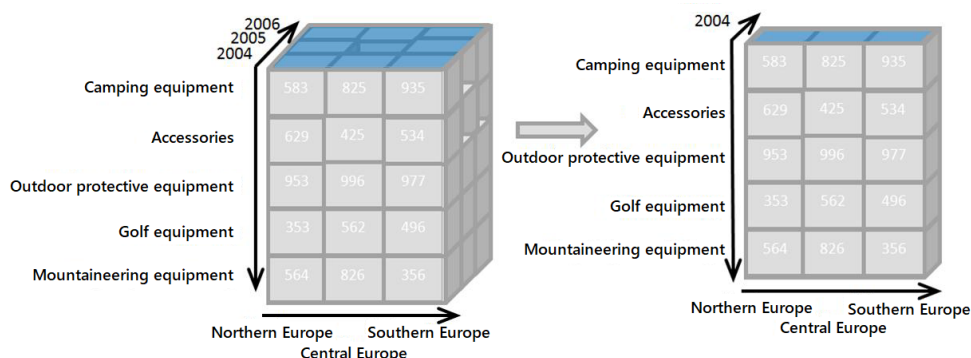 2006
2005
2004
Camping equipment
583 825 935
Accessories
629 425 534
Outdoor protective equipment
953 996 977
Golf equipment
353 562 496
Mountaineering equipment
564 826 356
Northern Europe
Southern Europe
Central Europe
2004
Camping equipment
583 825 935
Accessories
629 425 534
Outdoor protective equipment
953 996 977
Golf equipment
353 562 496
Mountaineering equipment
564 826 356
Northern Europe
Southern Europe
Central Europe